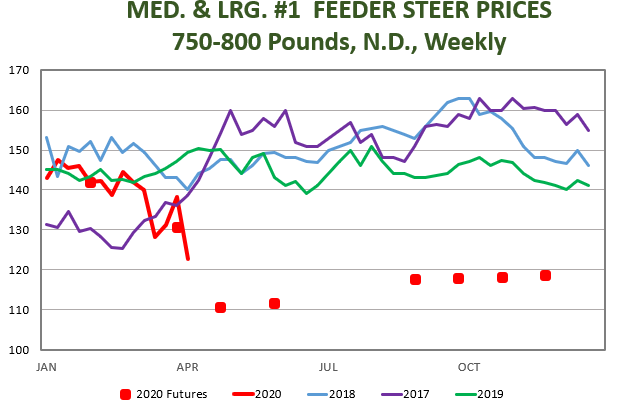 MED. & LRG. #1 FEEDER STEER PRICES
750-800 Pounds, N.D., Weekly
170
160
150
140
130
120
110
100
JAN APR JUL OCT
2020 Futures 2020 2018 2017 2019